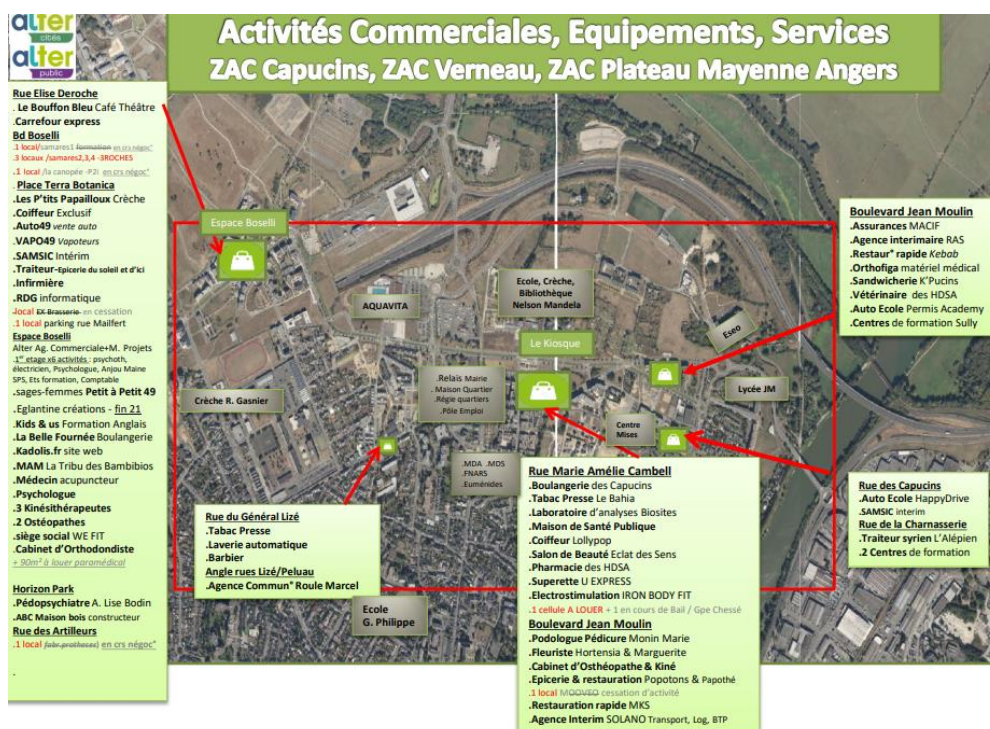 alter
cités
alter
public
Activités Commerciales, Equipements, Services
ZAC Capucins, ZAC Verneau, ZAC Plateau Mayenne Angers
Rue Elise Deroche
. Le Bouffon Bleu Café Théâtre
.Carrefour express
Bd Boselli
.1 local/samares1 formation en crs négoc°
.3 locaux /samares2,3,4 -3ROCHES
.1 local /la canopée -P2i en crs négoc°
. Place Terra Botanica
.Les P'tits Papailloux Crèche
.Coiffeur Exclusif
.Auto49 vente auto
.VAPO49 Vapoteurs
.SAMSIC Intérim
.Traiteur-Epicerie du soleil et d'ici
.Infirmière
.RDG informatique
-local EX Brasserie- en cessation
.1 local parking rue Mailfert
Espace Boselli
Alter Ag. Commerciale+M. Projets
.1er etage x6 activités : psychoth,
électricien, Psychologue, Anjou Maine
SPS, Ets formation, Comptable
.sages-femmes Petit à Petit 49
.Eglantine créations - fin 21
.Kids & us Formation Anglais
.La Belle Fournée Boulangerie
.Kadolis.fr site web
.MAM La Tribu des Bambibios
.Médecin acupuncteur
.Psychologue
.3 Kinésithérapeutes
.2 Ostéopathes
.siège social WE FIT
.Cabinet d'Orthodondiste
+ 90m² à louer paramédical
Horizon Park
.Pédopsychiatre A. Lise Bodin
.ABC Maison bois constructeur
Rue des Artilleurs
.1 local fabr.protheses) en crs négoc°
.
Espace Boselli
AQUAVITA
Ecole, Crèche,
Bibliothèque
Nelson Mandela
Le Kiosque
Eseo
Lycée JM
Crèche R. Gasnier
.Relais Mairie
. Maison Quartier
.Régie quartiers
.Pôle Emploi
Centre
Mises
.MDA .MDS
.FNARS
.Euménides
Ecole
G. Philippe
Rue du Général Lizé
.Tabac Presse
.Laverie automatique
.Barbier
Angle rues Lizé/Peluau
.Agence Commun° Roule Marcel
Rue Marie Amélie Cambell
.Boulangerie des Capucins
.Tabac Presse Le Bahia
.Laboratoire d'analyses Biosites
.Maison de Santé Publique
.Coiffeur Lollypop
.Salon de Beauté Eclat des Sens
.Pharmacie des HDSA
.Superette U EXPRESS
.Electrostimulation IRON BODY FIT
.1 cellule A LOUER + 1 en cours de Bail / Gpe Chessé
Boulevard Jean Moulin
.Podologue Pédicure Monin Marie
.Fleuriste Hortensia & Marguerite
.Cabinet d'Osthéopathe & Kiné
.Epicerie & restauration Popotons & Papothé
.1 local MOOVEO cessation d'activité
.Restauration rapide MKS
.Agence Interim SOLANO Transport, Log, BTP
Boulevard Jean Moulin
.Assurances MACIF
.Agence interimaire RAS
.Restaur° rapide Kebab
.Orthofiga matériel médical
.Sandwicherie K'Pucins
.Vétérinaire des HDSA
.Auto Ecole Permis Academy
.Centres de formation Sully
Rue des Capucins
.Auto Ecole HappyDrive
.SAMSIC interim
Rue de la Charnasserie
.Traiteur syrien L'Alépien
.2 Centres de formation